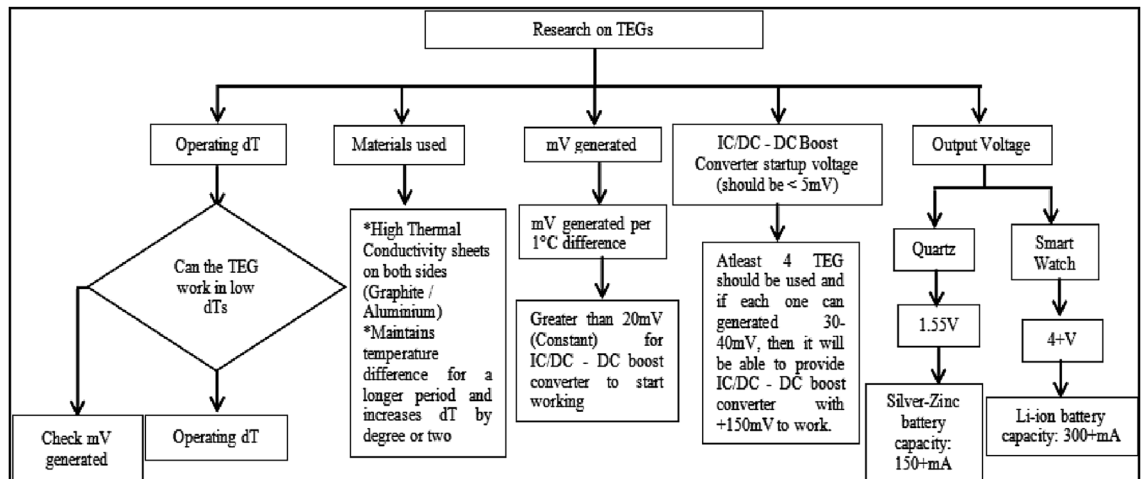 Research on TEGs
Operating dT
Can the TEG
work in low
dTs
Check mV
generated
Operating dT
Materials used
*High Thermal
Conductivity sheets
on both sides
(Graphite /
Aluminium)
*Maintains
temperature
difference for a
longer period and
increases dT by
degree or two
mV generated
mV generated per
1°C difference
Greater than 20mV
(Constant) for
IC/DC - DC boost
converter to start
working
IC/DC - DC Boost
Converter startup voltage
(should be < 5mV)
Atleast 4 TEG
should be used and
if each one can
generated 30-
40mV, then it will
be able to provide
IC/DC - DC boost
converter with
+150mV to work.
Output Voltage
Quartz
1.55V
Silver-Zinc
battery
capacity:
150+mA
Smart
Watch
4+V
Li-ion battery
capacity: 300+mA